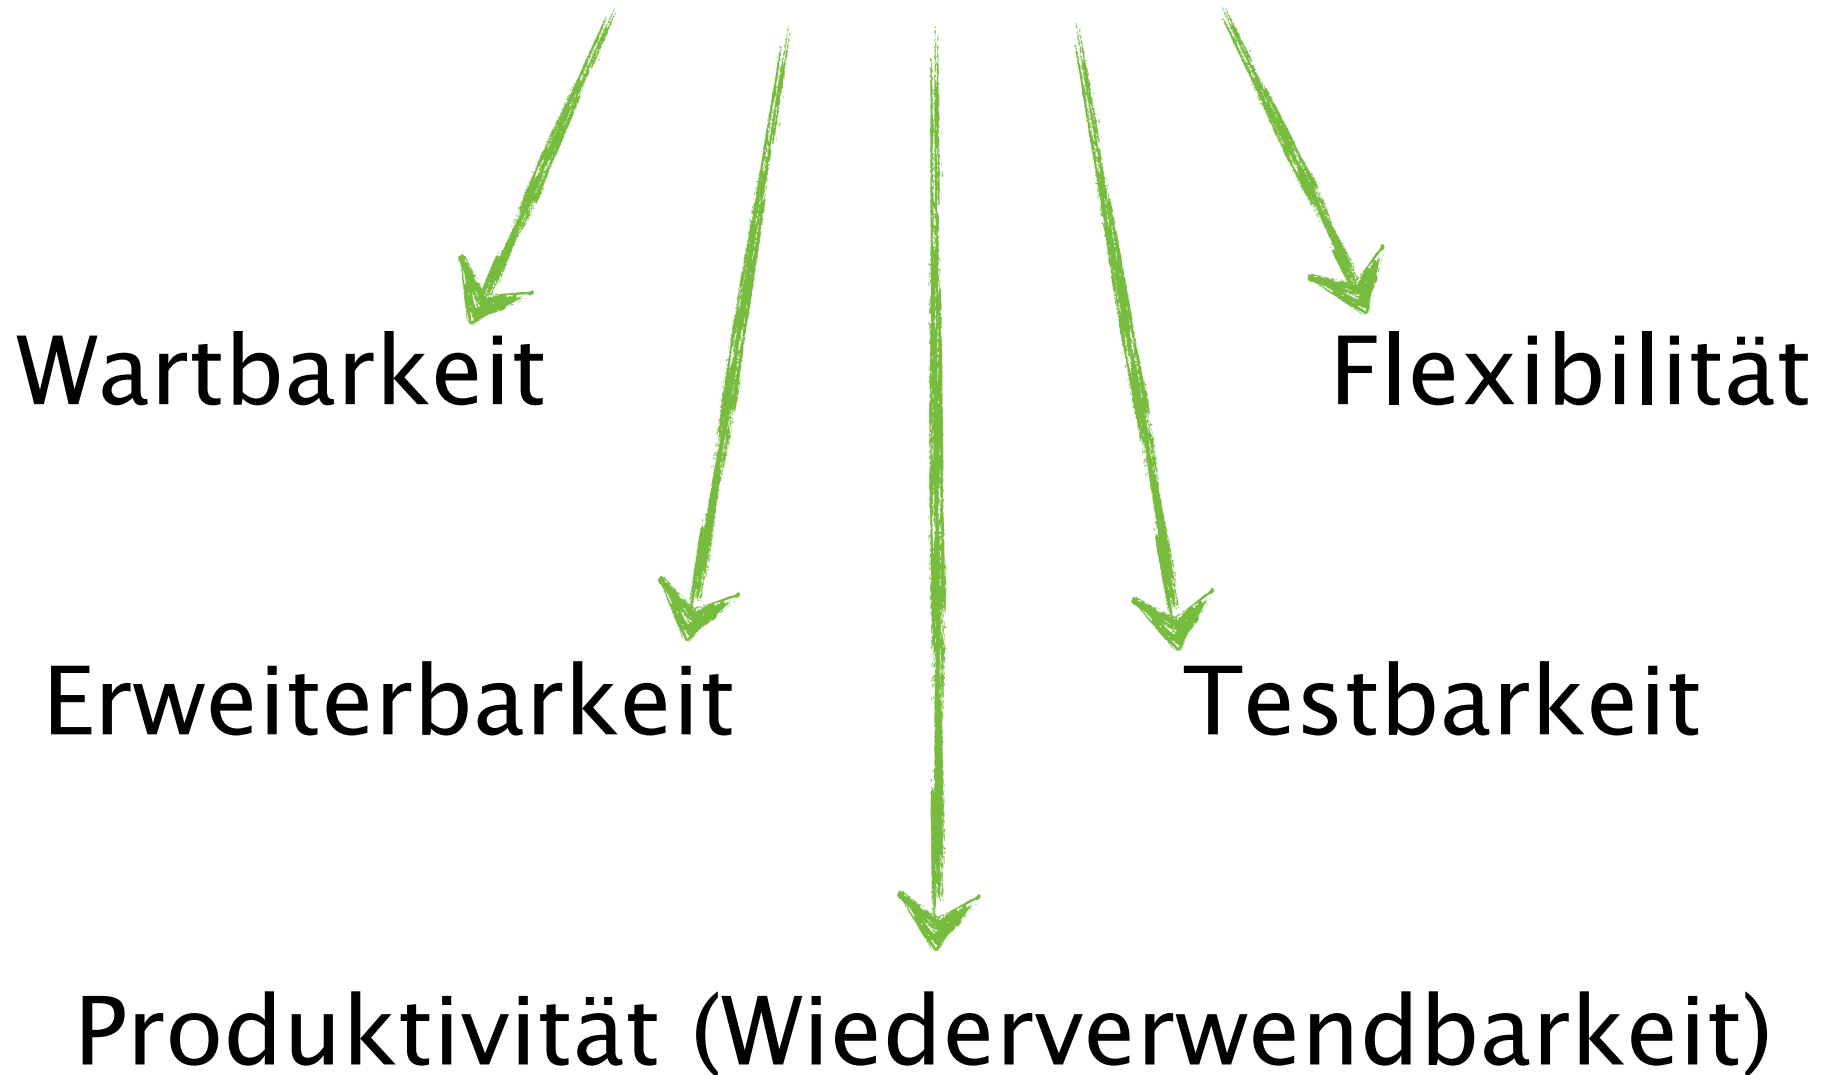 Wartbarkeit
Flexibilität
Erweiterbarkeit
Testbarkeit
Produktivität (Wiederverwendbarkeit)